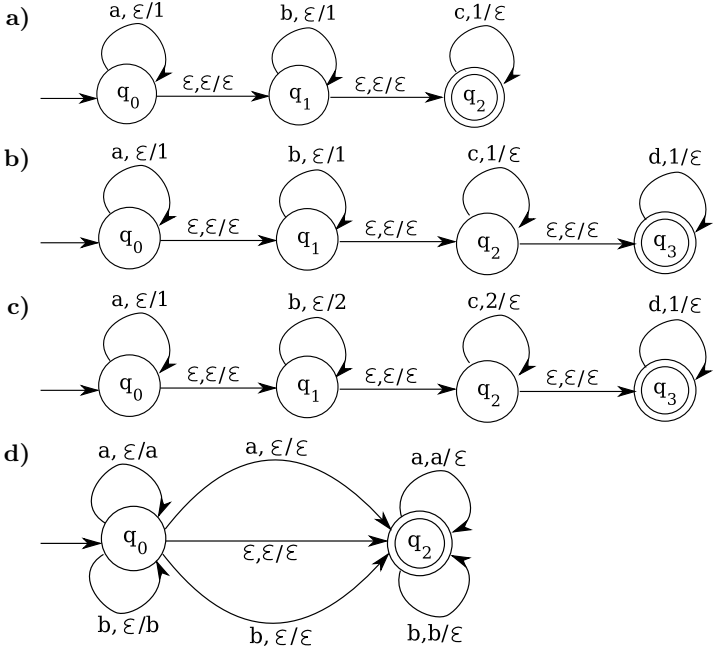 a)
a, ε/1 b, ε/1 c,1/ε
q0 ε,ε/ε q1 ε,ε/ε q2
b)
a, ε/1 b, ε/1 c,1/ε d,1/ε
q0 ε,ε/ε q1 ε,ε/ε q2 ε,ε/ε q3
c)
a, ε/1 b, ε/2 c,2/ε d,1/ε
q0 ε,ε/ε q1 ε,ε/ε q2 ε,ε/ε q3
d)
a, ε/a a, ε/ε a,a/ε
q0 ε,ε/ε q2
b, ε/b b, ε/ε b,b/ε